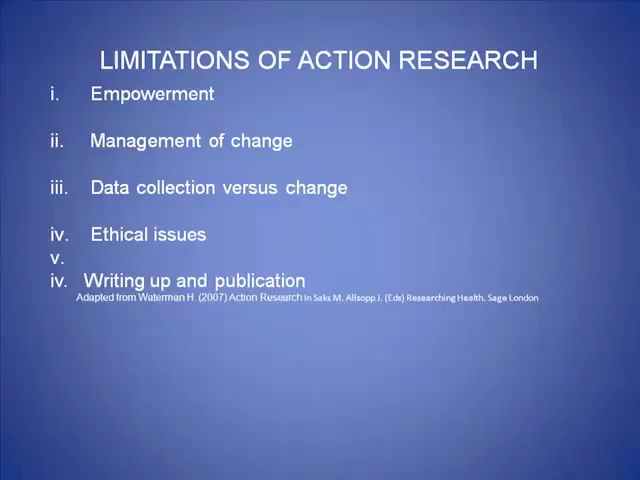 LIMITATIONS OF ACTION RESEARCH
i. Empowerment
ii. Management of change
iii. Data collection versus change
iv. Ethical issues
v.
iv. Writing up and publication
Adapted from Waterman H. (2007) Action Research in Saks M. Allsopp J. (Eds) Researching Health. Sage London